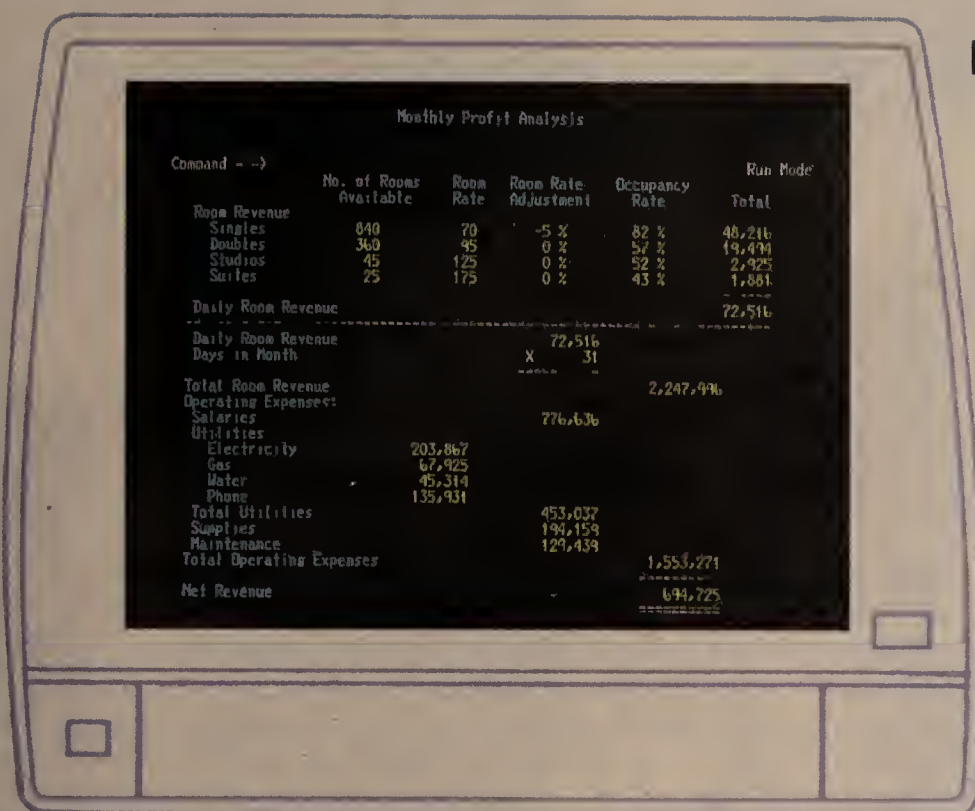 Monthly Profit Analysis
Command - ->
Run Mode
No. of Rooms Room Room Rate Occupancy
Available Rate Adjustment Rate Total
Room Revenue
Singles 840 70 -5 % 82 % 48,216
Doubles 360 95 0 % 57 % 19,494
Studios 45 125 0 % 52 % 2,925
Suites 25 175 0 % 43 % 1,881
Daily Room Revenue 72,516
Daily Room Revenue 72,516
Days in Month X 31
Total Room Revenue 2,247,996
Operating Expenses:
Salaries 776,636
Utilities
Electricity 203,867
Gas 67,925
Water 45,314
Phone 135,931
Total Utilities 453,037
Supplies 194,159
Maintenance 129,439
Total Operating Expenses 1,553,271
Net Revenue 694,725